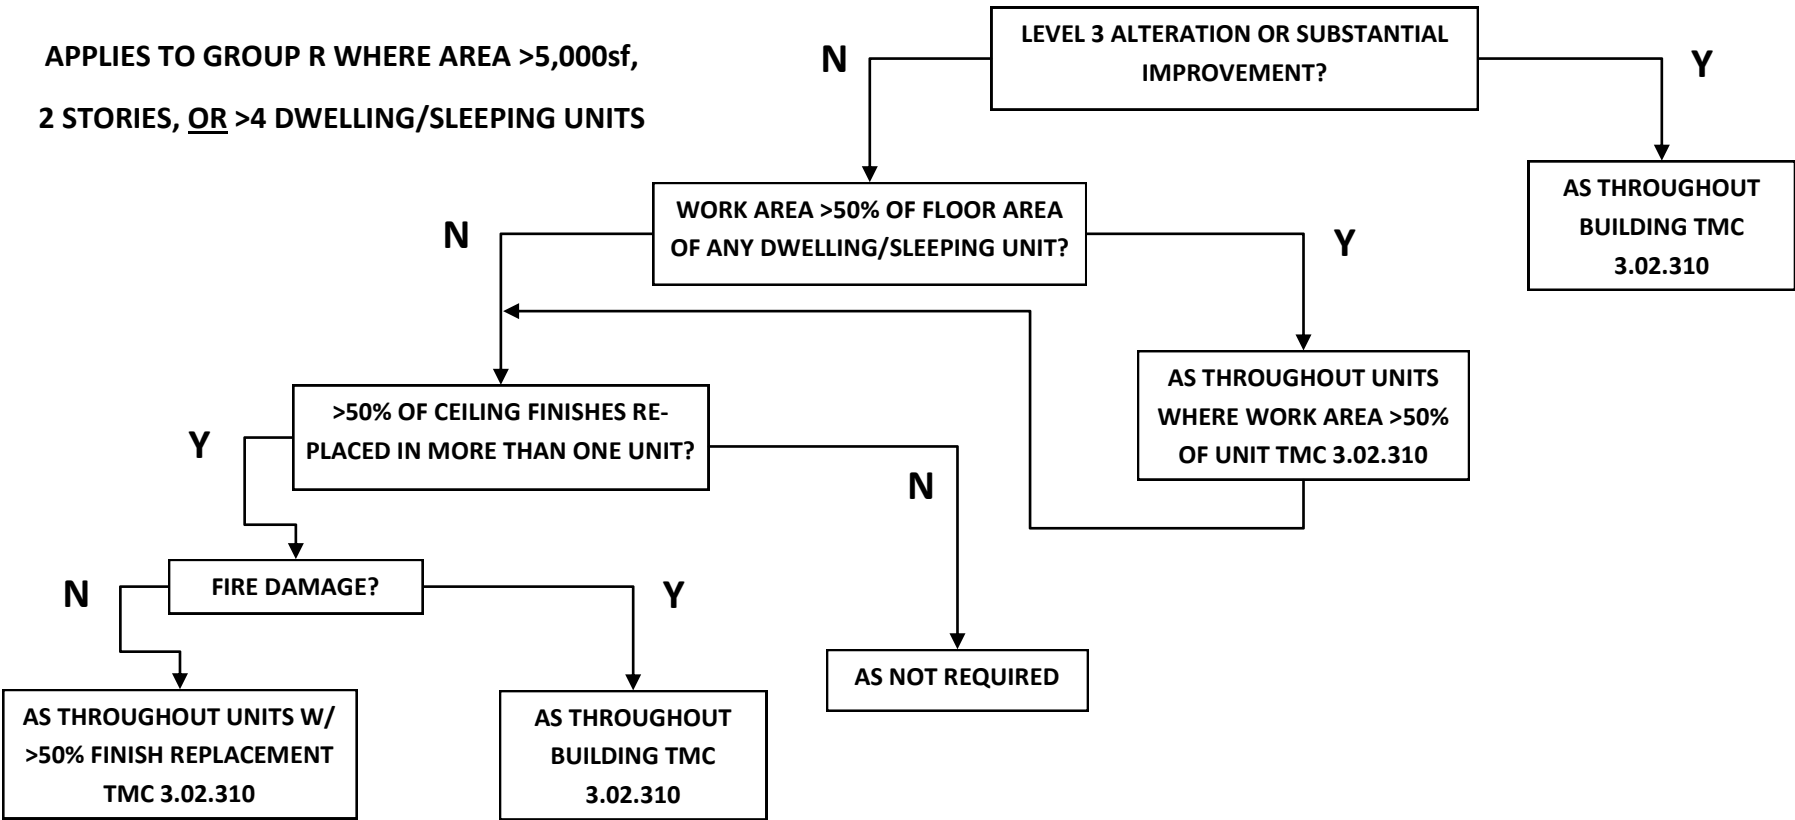 APPLIES TO GROUP R WHERE AREA >5,000sf,
2 STORIES, OR >4 DWELLING/SLEEPING UNITS
LEVEL 3 ALTERATION OR SUBSTANTIAL
IMPROVEMENT?
N
Y
AS THROUGHOUT
BUILDING TMC
3.02.310
WORK AREA >50% OF FLOOR AREA
OF ANY DWELLING/SLEEPING UNIT?
N
Y
AS THROUGHOUT UNITS
WHERE WORK AREA >50%
OF UNIT TMC 3.02.310
>50% OF CEILING FINISHES RE-
PLACED IN MORE THAN ONE UNIT?
Y
N
FIRE DAMAGE?
N
Y
AS NOT REQUIRED
AS THROUGHOUT UNITS W/
>50% FINISH REPLACEMENT
TMC 3.02.310
AS THROUGHOUT
BUILDING TMC
3.02.310